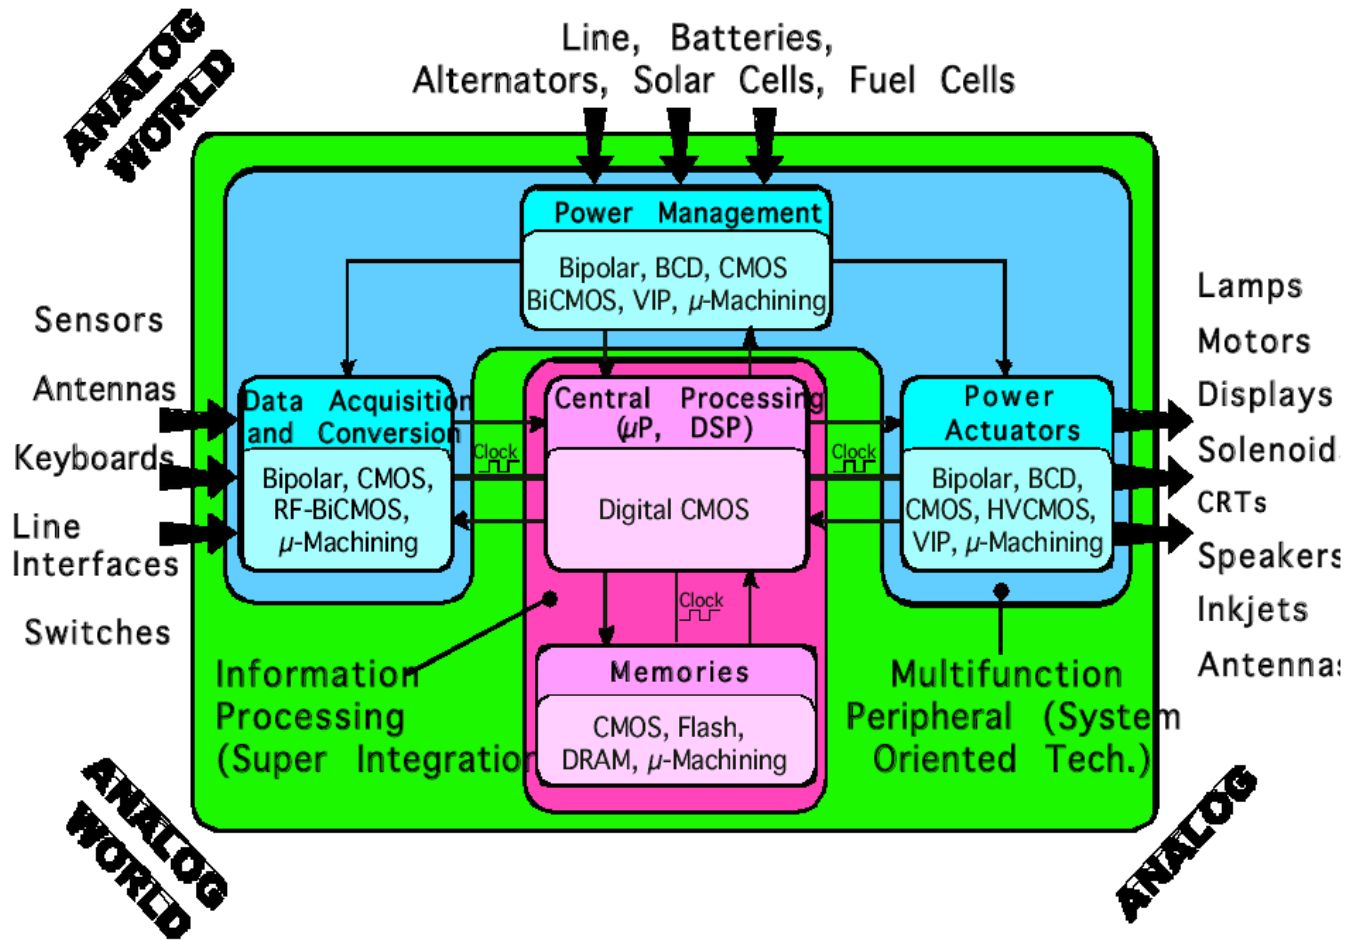 ANALOG
WORLD
Line, Batteries,
Alternators, Solar Cells, Fuel Cells
Power Management
Bipolar, BCD, CMOS
BiCMOS, VIP, µ-Machining
Sensors
Antennas
Keyboards
Line
Interfaces
Switches
Data Acquisition
and Conversion
Bipolar, CMOS,
RF-BiCMOS,
µ-Machining
Clock
Central Processing
(µP, DSP)
Digital CMOS
Clock
Power
Actuators
Bipolar, BCD,
CMOS, HVCMOS,
VIP, µ-Machining
Lamps
Motors
Displays
Solenoid
CRTs
Speakers
Inkjets
Antennas
Clock
Memories
CMOS, Flash,
DRAM, µ-Machining
Information
Processing
(Super Integration
Multifunction
Peripheral (System
Oriented Tech.)
ANALOG
WORLD
ANALOG